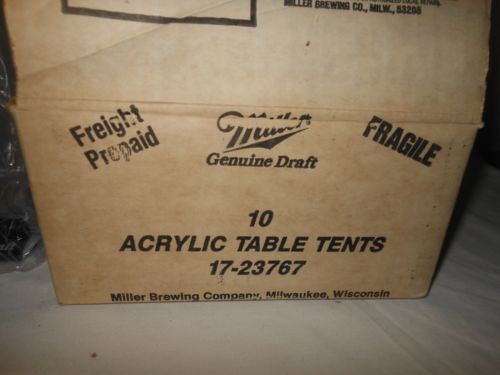 MILLER BREWING CO., MILW., 53208
Freight
Prepaid
Miller
Genuine Draft
FRAGILE
10
ACRYLIC TABLE TENTS
17-23767
Miller Brewing Company, Milwaukee, Wisconsin